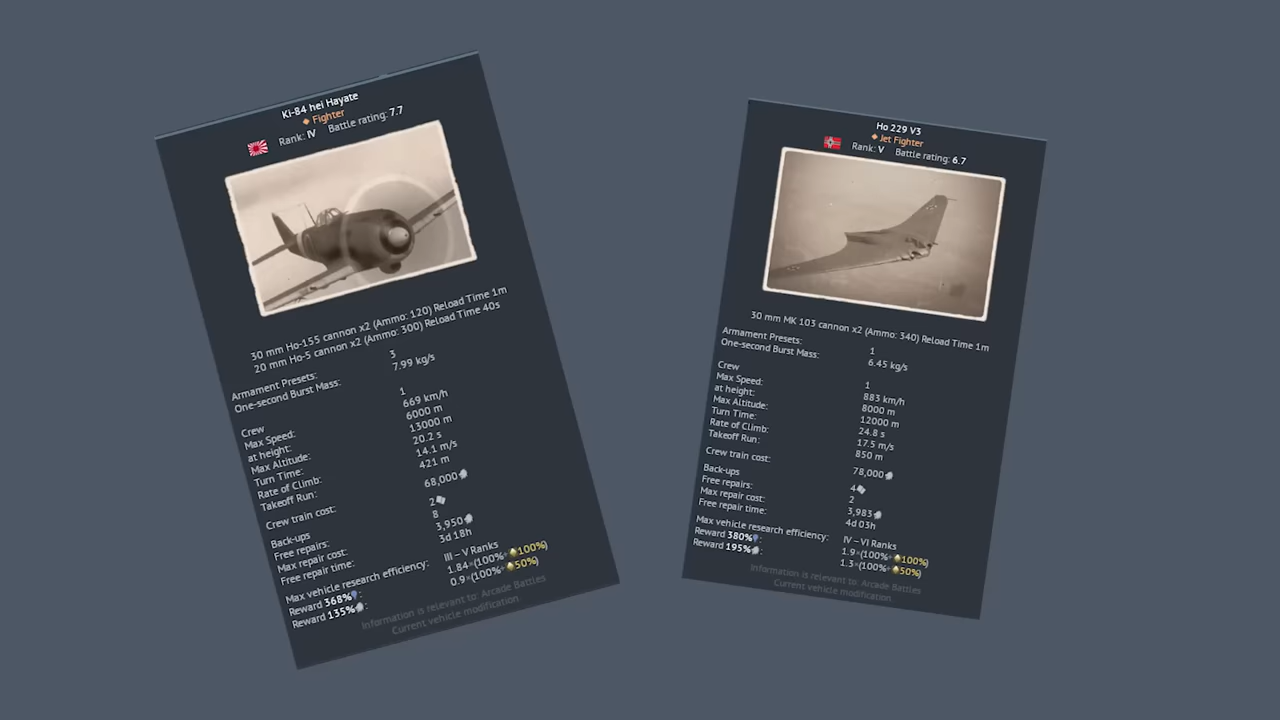 Ki-84 hei Hayate
Fighter
Rank: IV Battle rating: 7.7
30 mm Ho-155 cannon x2 (Ammo: 120) Reload Time 1m
20 mm Ho-5 cannon x2 (Ammo: 300) Reload Time 40s
Armament Presets: 3
One-second Burst Mass: 7.99 kg/s
Crew 1
Max Speed: 669 km/h
at height: 6000 m
Max Altitude: 13000 m
Turn Time: 20.2 s
Rate of Climb: 14.1 m/s
Takeoff Run: 421 m
Crew train cost: 68,000
Back-ups 2
Free repairs: 8
Max repair cost: 3,950
Free repair time: 3d 18h
Max vehicle research efficiency: III – V Ranks
Reward 368%: 1.84×(100%+100%)
Reward 135%: 0.9×(100%+50%)
Information is relevant to: Arcade Battles
Current vehicle modification.
Ho 229 V3
Jet Fighter
Rank: V Battle rating: 6.7
30 mm MK 103 cannon x2 (Ammo: 340) Reload Time 1m
Armament Presets: 1
One-second Burst Mass: 6.45 kg/s
Crew 1
Max Speed: 883 km/h
at height: 8000 m
Max Altitude: 12000 m
Turn Time: 24.8 s
Rate of Climb: 17.5 m/s
Takeoff Run: 850 m
Crew train cost: 78,000
Back-ups 4
Free repairs: 2
Max repair cost: 3,983
Free repair time: 4d 03h
Max vehicle research efficiency: IV – VI Ranks
Reward 380%: 1.9×(100%+100%)
Reward 195%: 1.3×(100%+50%)
Information is relevant to: Arcade Battles
Current vehicle modification.